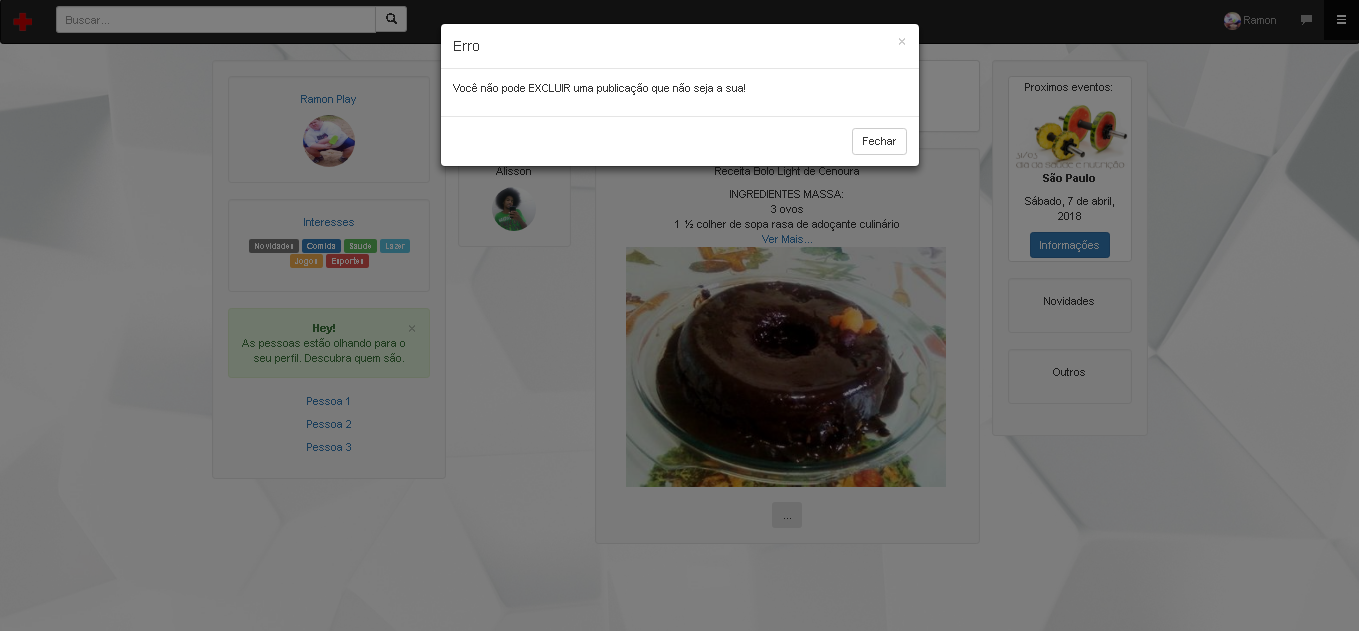 Buscar...
Ramon
Erro
×
Você não pode EXCLUIR uma publicação que não seja a sua!
Fechar
Ramon Play
Interesses
Novidades Comida Saude Lazer
Jogos Esportes
Hey!
×
As pessoas estão olhando para o
seu perfil. Descubra quem são.
Pessoa 1
Pessoa 2
Pessoa 3
Alisson
Receita Bolo Light de Cenoura
INGREDIENTES MASSA:
3 ovos
1 ½ colher de sopa rasa de adoçante culinário
Ver Mais...
...
Proximos eventos:
31/03
dia da saúde e nutrição
São Paulo
Sábado, 7 de abril,
2018
Informações
Novidades
Outros